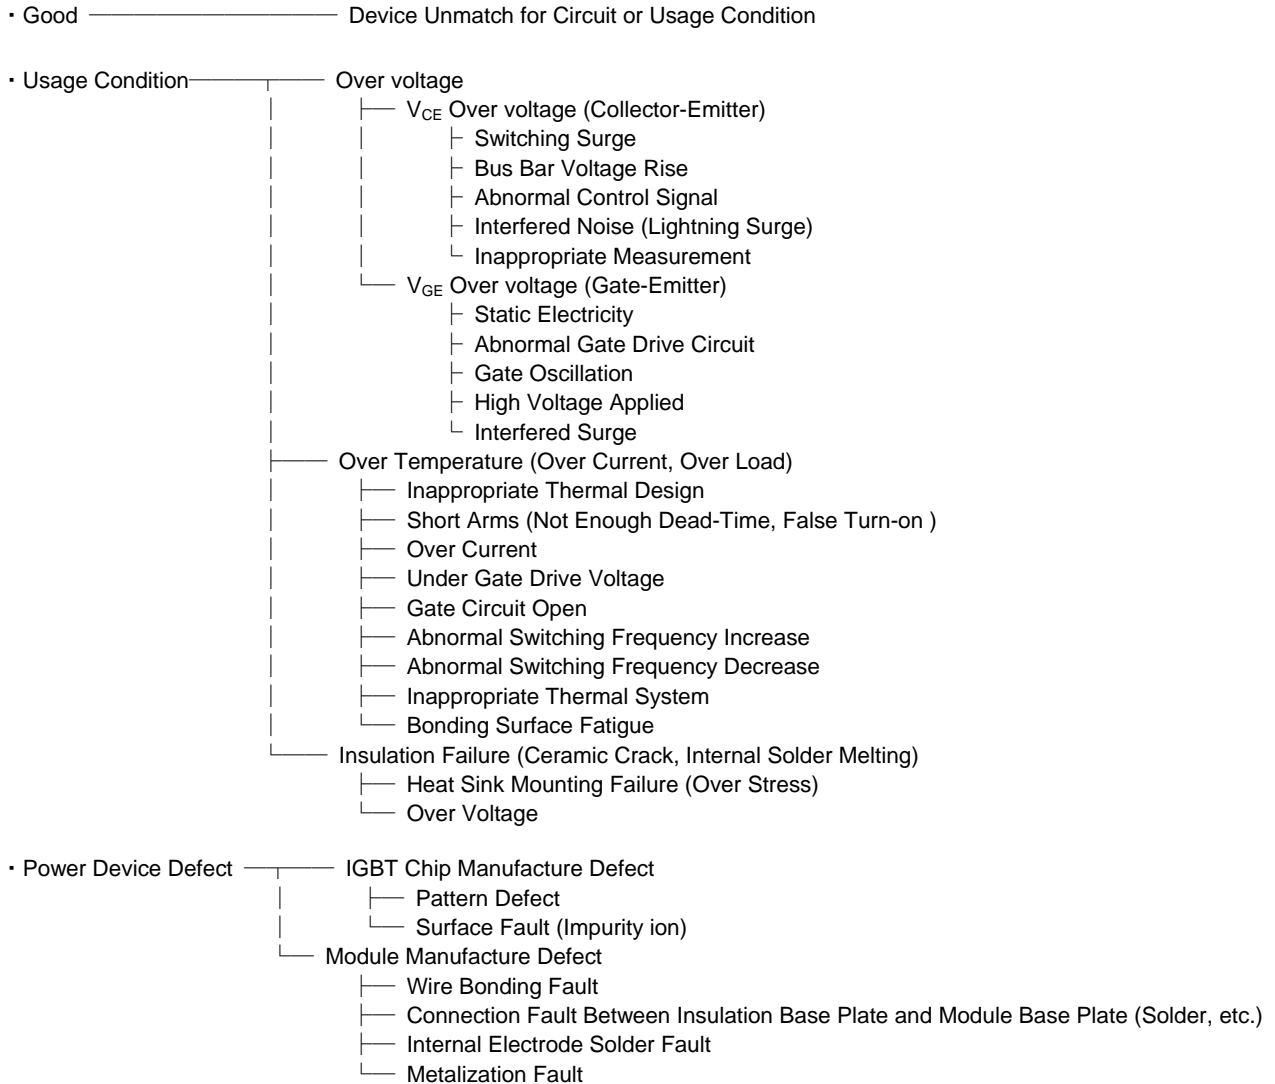 ・Good Device Unmatch for Circuit or Usage Condition
・Usage Condition Over voltage
VCE Over voltage (Collector-Emitter)
Switching Surge
Bus Bar Voltage Rise
Abnormal Control Signal
Interfered Noise (Lightning Surge)
Inappropriate Measurement
VGE Over voltage (Gate-Emitter)
Static Electricity
Abnormal Gate Drive Circuit
Gate Oscillation
High Voltage Applied
Interfered Surge
Over Temperature (Over Current, Over Load)
Inappropriate Thermal Design
Short Arms (Not Enough Dead-Time, False Turn-on )
Over Current
Under Gate Drive Voltage
Gate Circuit Open
Abnormal Switching Frequency Increase
Abnormal Switching Frequency Decrease
Inappropriate Thermal System
Bonding Surface Fatigue
Insulation Failure (Ceramic Crack, Internal Solder Melting)
Heat Sink Mounting Failure (Over Stress)
Over Voltage
・Power Device Defect IGBT Chip Manufacture Defect
Pattern Defect
Surface Fault (Impurity ion)
Module Manufacture Defect
Wire Bonding Fault
Connection Fault Between Insulation Base Plate and Module Base Plate (Solder, etc.)
Internal Electrode Solder Fault
Metalization Fault